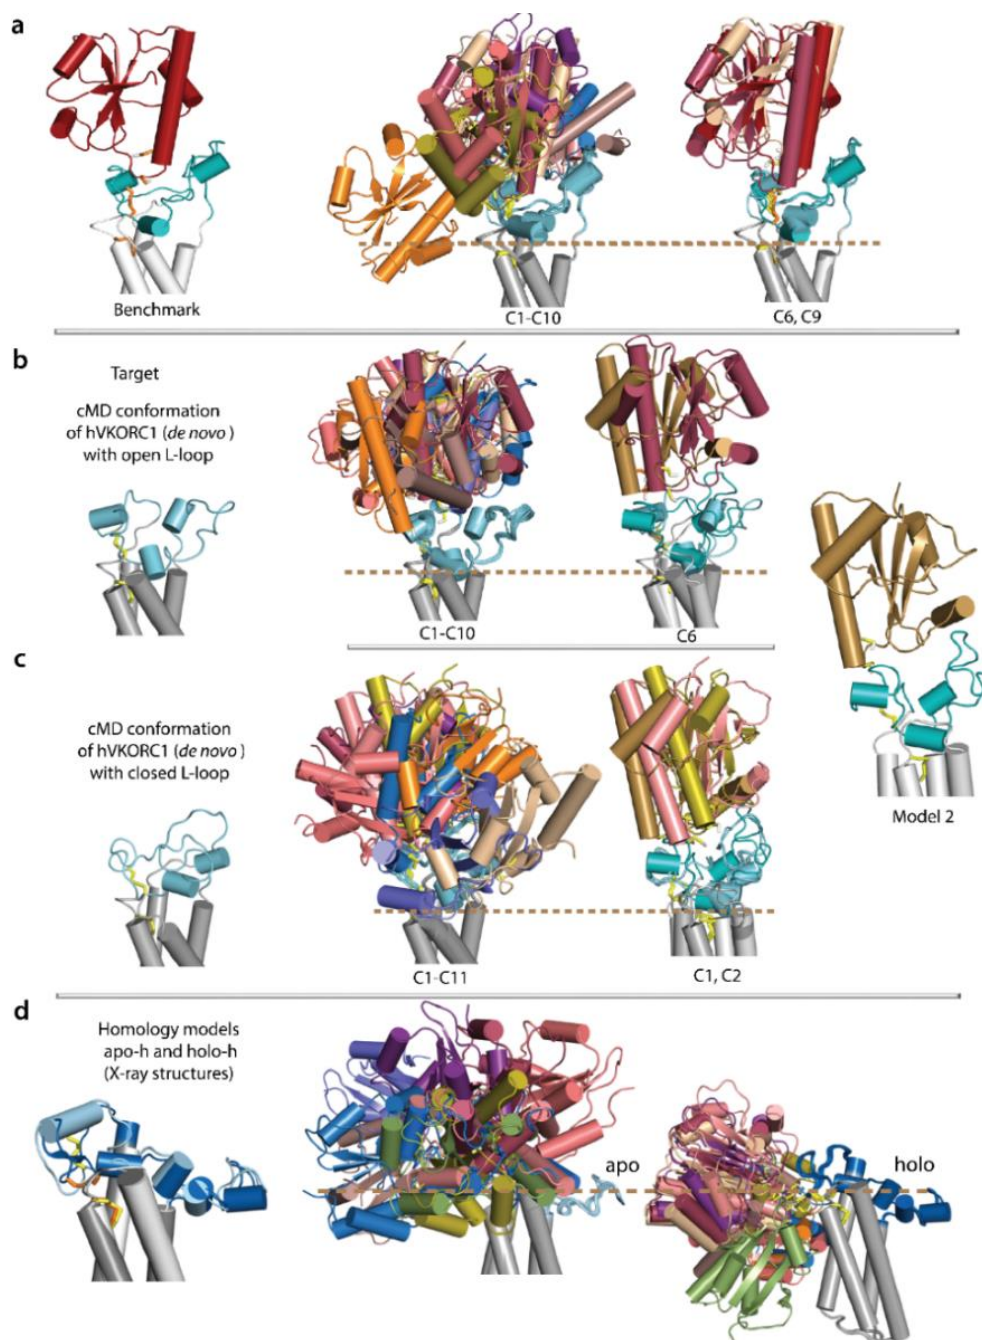 a
Benchmark
C1-C10
C6, C9
b
Target
cMD conformation
of hVKORC1 (de novo)
with open L-loop
C1-C10
C6
Model 2
c
cMD conformation
of hVKORC1 (de novo)
with closed L-loop
C1-C11
C1, C2
d
Homology models
apo-h and holo-h
(X-ray structures)
apo
holo